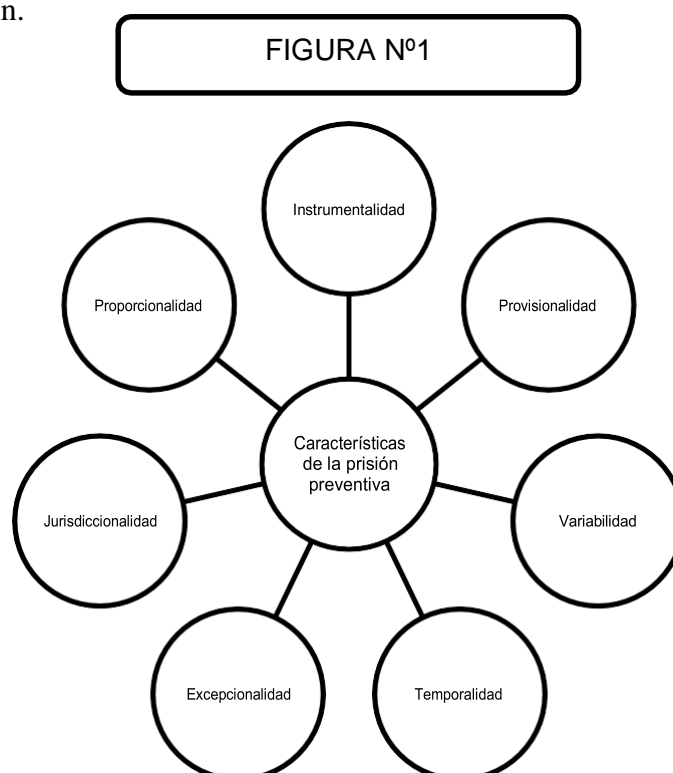 n.
FIGURA Nº1
Instrumentalidad
Proporcionalidad
Provisionalidad
Características
de la prisión
preventiva
Jurisdiccionalidad
Variabilidad
Excepcionalidad
Temporalidad